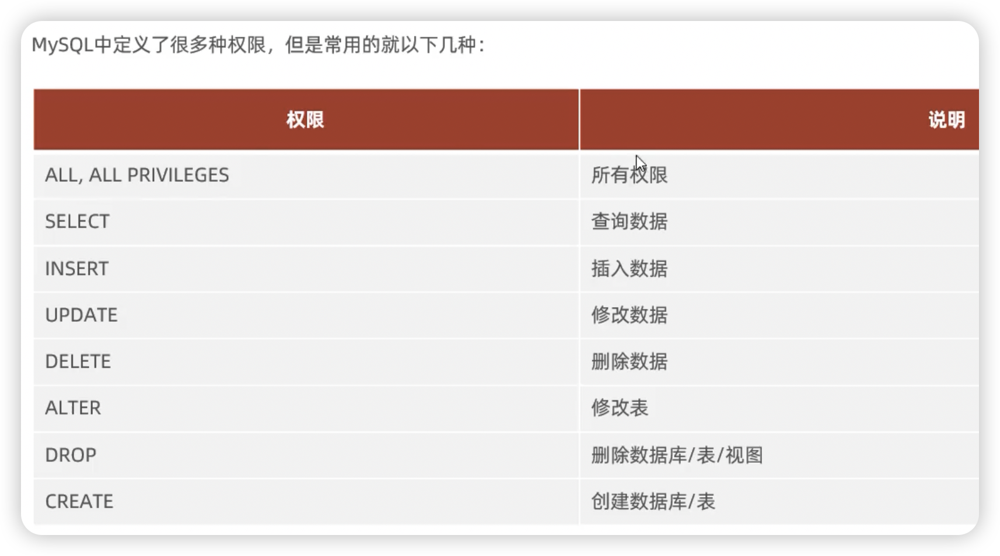 MySQL中定义了很多种权限，但是常用的就以下几种：
权限 说明
ALL, ALL PRIVILEGES 所有权限
SELECT 查询数据
INSERT 插入数据
UPDATE 修改数据
DELETE 删除数据
ALTER 修改表
DROP 删除数据库/表/视图
CREATE 创建数据库/表